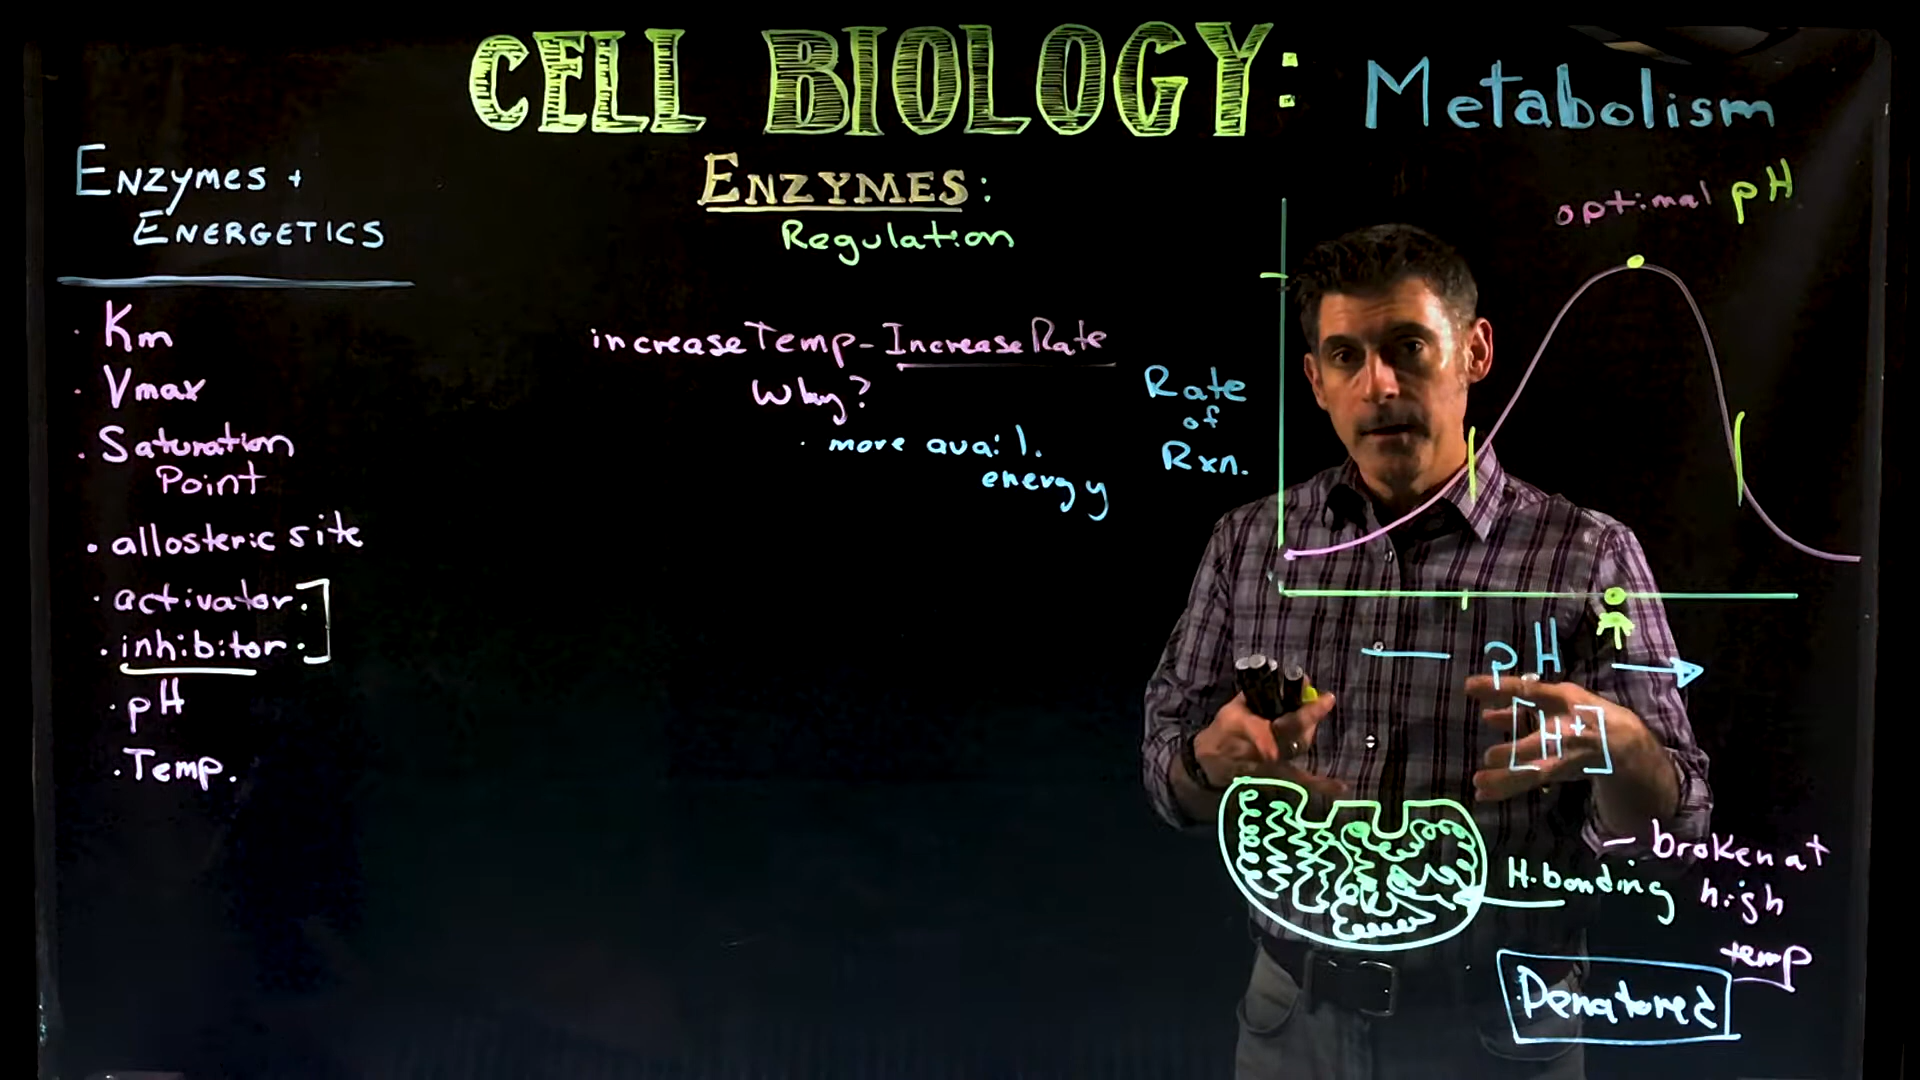 CELL BIOLOGY: Metabolism
Enzymes +
ENERGETICS
· Km
· Vmax
· Saturation
Point
· allosteric site
· activator ·
· inhibitor ·
· pH
· Temp.
ENZYMES:
Regulation
increase Temp - Increase Rate
Why?
· more avail.
energy
optimal pH
Rate
of
Rxn.
pH
[H+]
H-bonding
- broken at
high
temp
Denatured